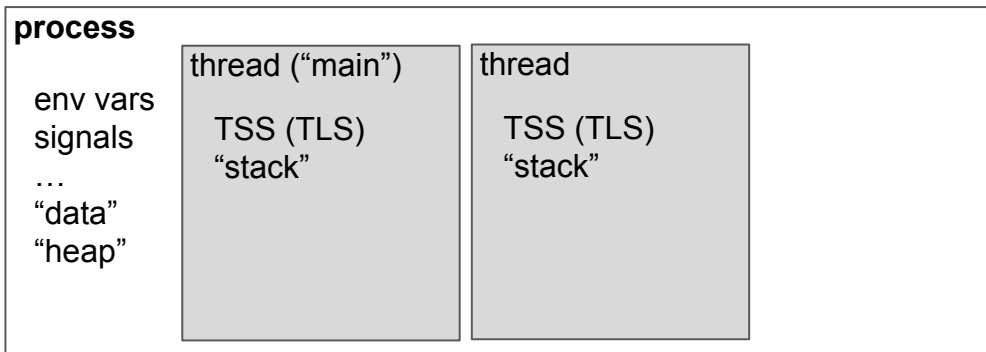 process
env vars
signals
…
“data”
“heap”
thread (“main”)
TSS (TLS)
“stack”
thread
TSS (TLS)
“stack”